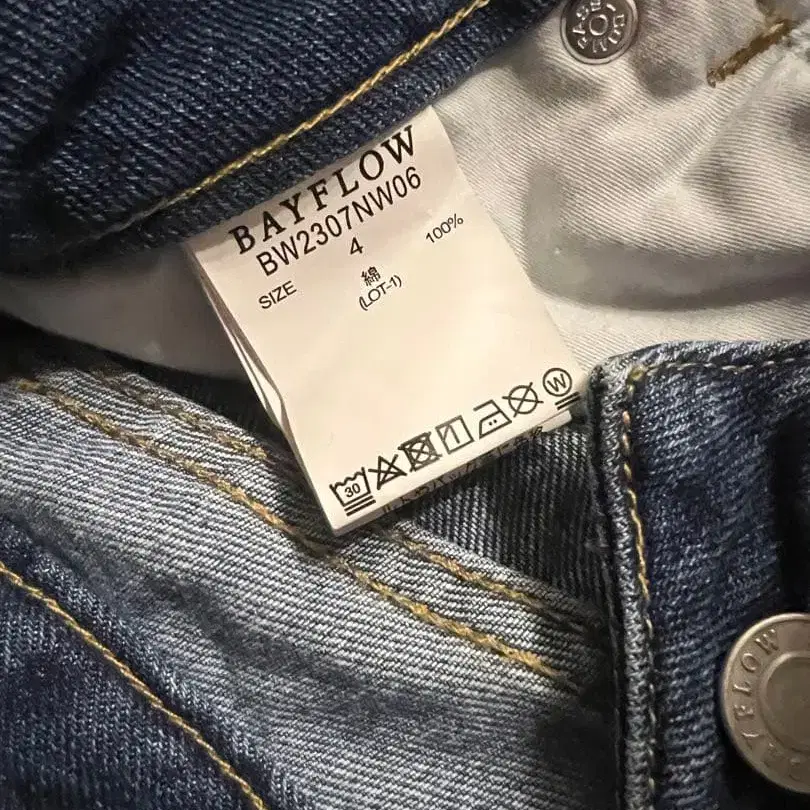 BAYFLOW
BW2307NW06
SIZE 4
綿 100%
(LOT-1)
30
W
BAYFLOW